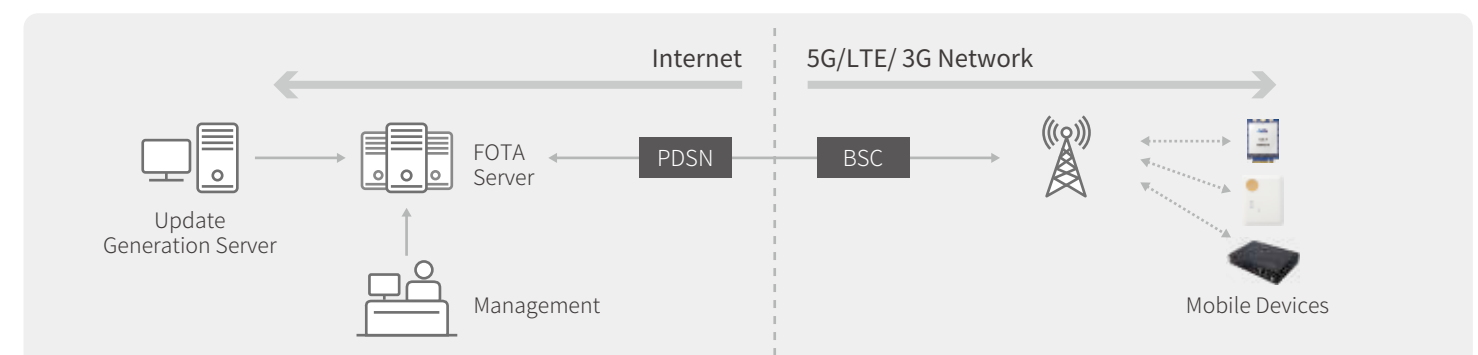 Internet
5G/LTE/ 3G Network
FOTA
Server
PDSN
BSC
Update
Generation Server
Management
Mobile Devices